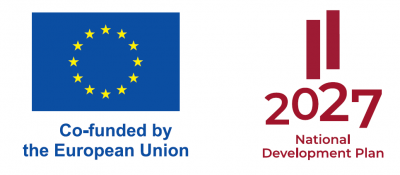 Co-funded by
the European Union
2027
National
Development Plan